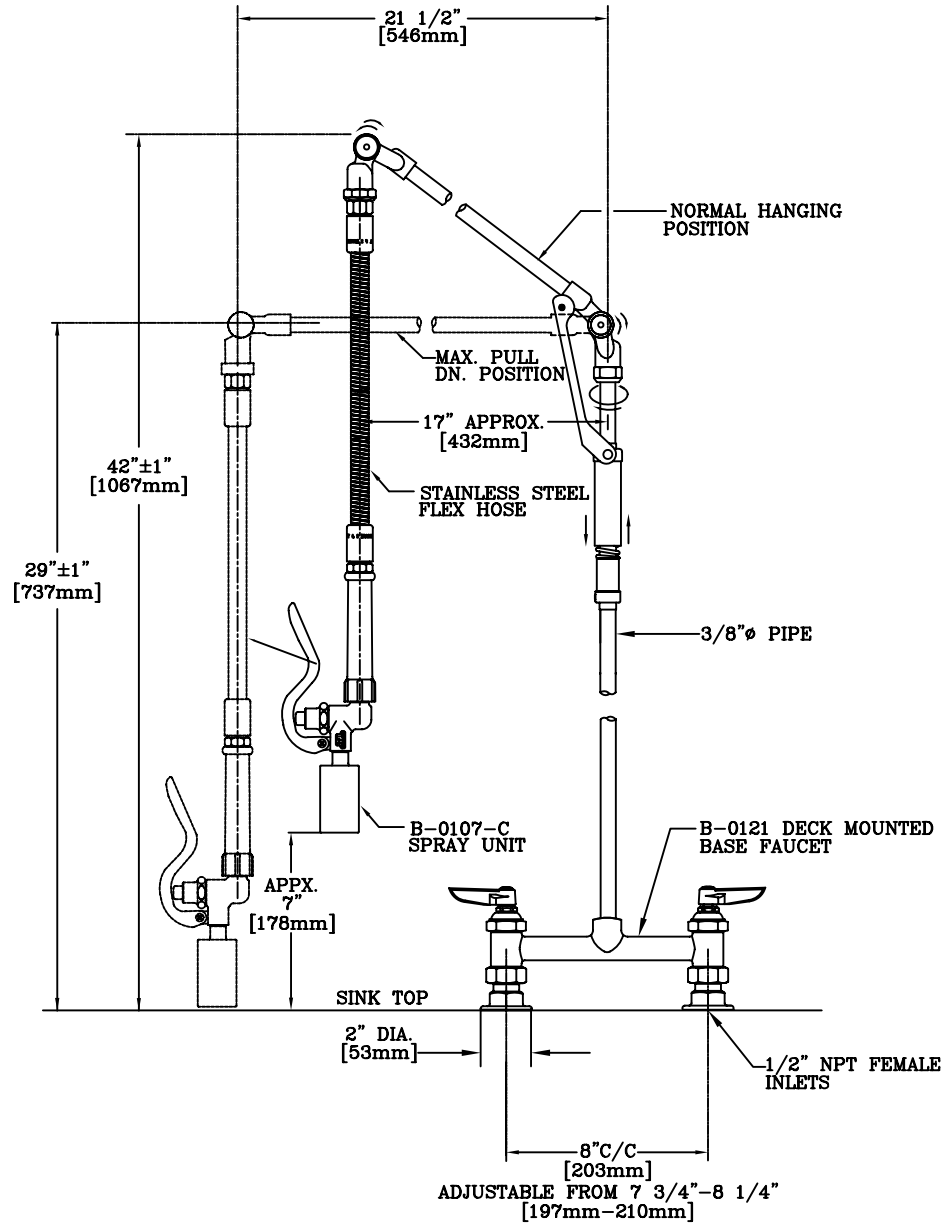 21 1/2"
[546mm]
NORMAL HANGING
POSITION
MAX. PULL
DN. POSITION
17" APPROX.
[432mm]
42"±1"
[1067mm]
STAINLESS STEEL
FLEX HOSE
29"±1"
[737mm]
3/8"ø PIPE
B-0107-C
SPRAY UNIT
B-0121 DECK MOUNTED
BASE FAUCET
APPX.
7"
[178mm]
SINK TOP
2" DIA.
[53mm]
1/2" NPT FEMALE
INLETS
8"C/C
[203mm]
ADJUSTABLE FROM 7 3/4"-8 1/4"
[197mm-210mm]